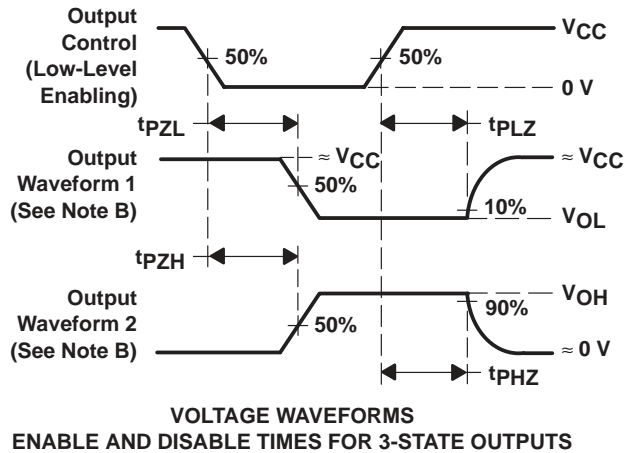 Output
Control
(Low-Level
Enabling)
50%
50%
VCC
0 V
tPZL
tPLZ
Output
Waveform 1
(See Note B)
≈ VCC
50%
≈ VCC
10%
VOL
tPZH
Output
Waveform 2
(See Note B)
50%
VOH
90%
≈ 0 V
tPHZ
VOLTAGE WAVEFORMS
ENABLE AND DISABLE TIMES FOR 3-STATE OUTPUTS